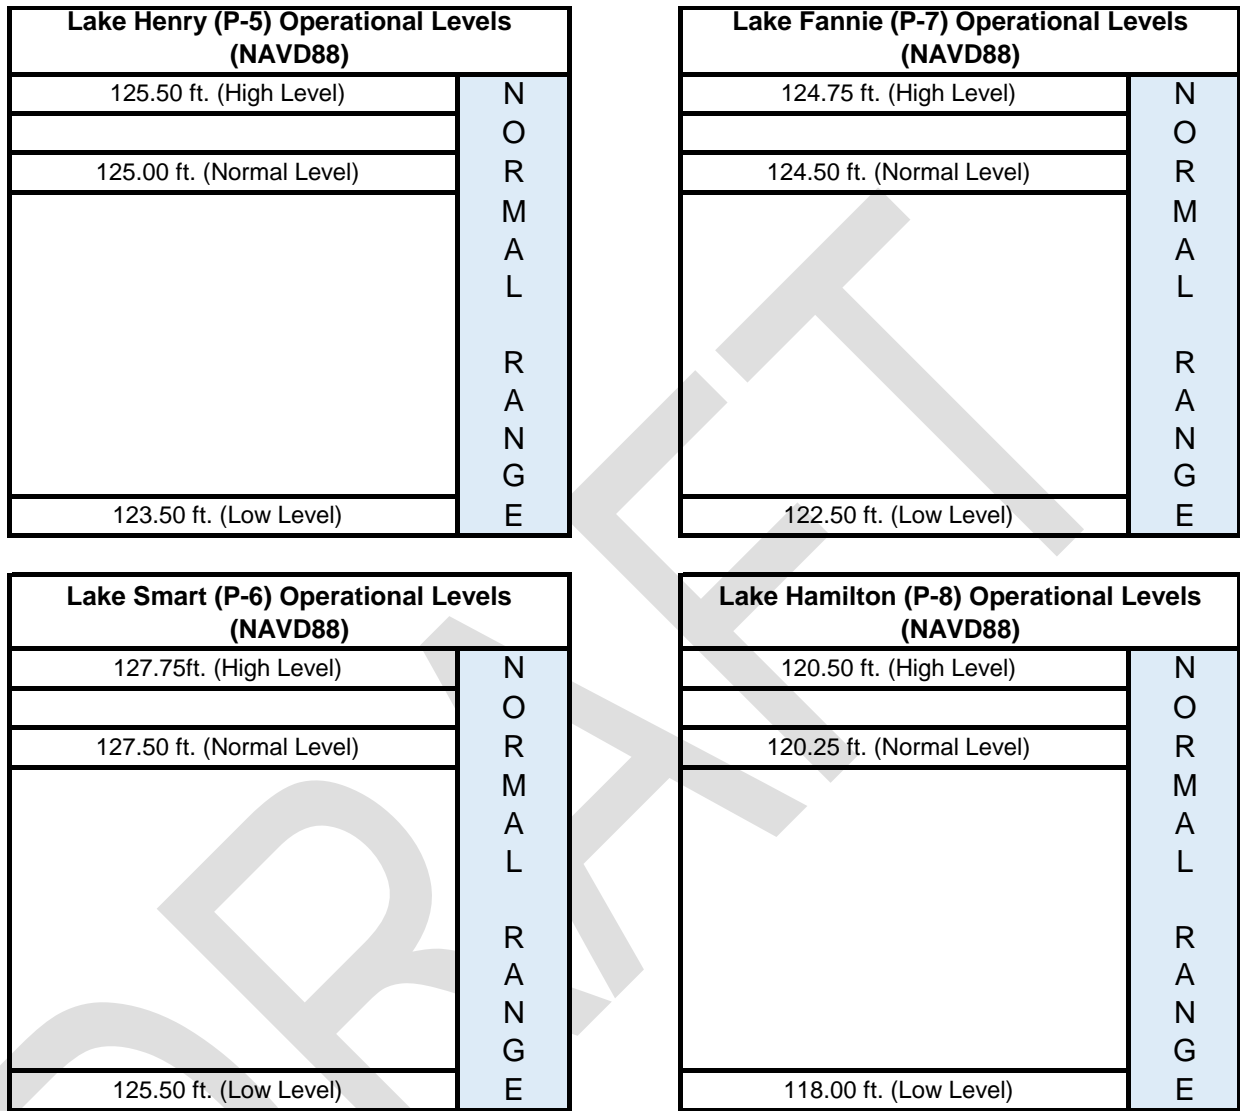 Lake Henry (P-5) Operational Levels
(NAVD88)
125.50 ft. (High Level)
125.00 ft. (Normal Level)
123.50 ft. (Low Level)
N
O
R
M
A
L
R
A
N
G
E
Lake Fannie (P-7) Operational Levels
(NAVD88)
124.75 ft. (High Level)
124.50 ft. (Normal Level)
122.50 ft. (Low Level)
N
O
R
M
A
L
R
A
N
G
E
Lake Smart (P-6) Operational Levels
(NAVD88)
127.75ft. (High Level)
127.50 ft. (Normal Level)
125.50 ft. (Low Level)
N
O
R
M
A
L
R
A
N
G
E
Lake Hamilton (P-8) Operational Levels
(NAVD88)
120.50 ft. (High Level)
120.25 ft. (Normal Level)
118.00 ft. (Low Level)
N
O
R
M
A
L
R
A
N
G
E
DRAFT